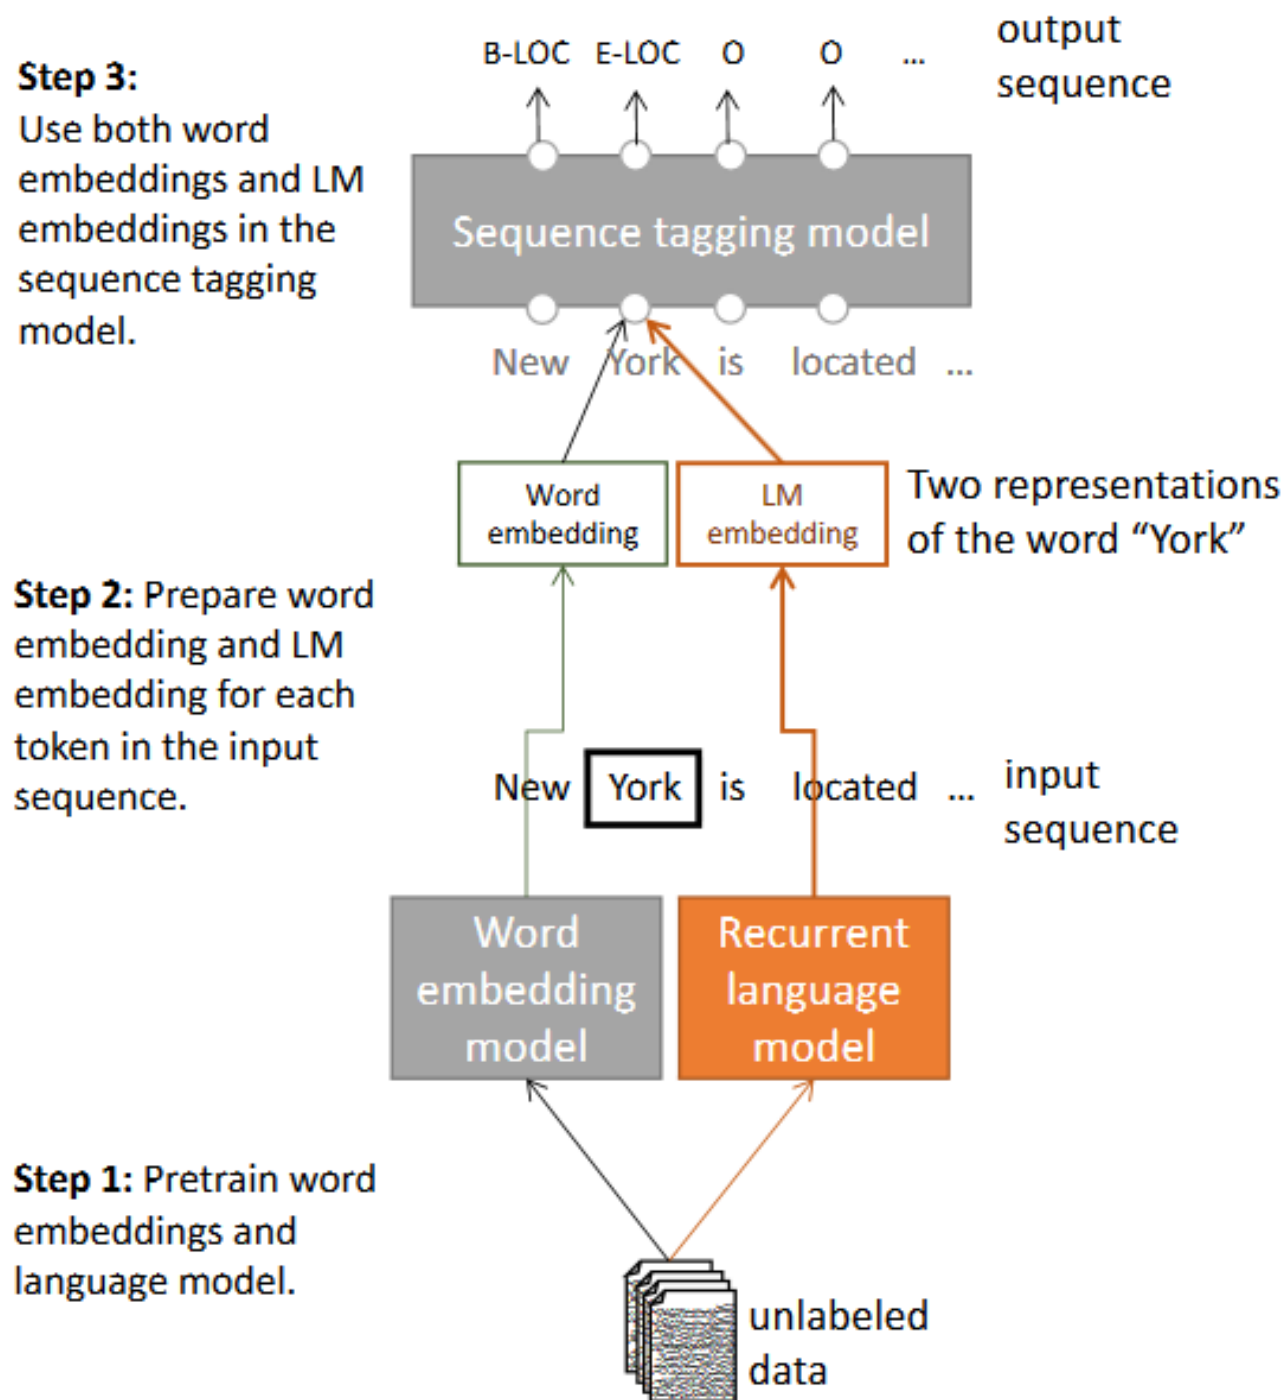 B-LOC E-LOC O O ...
output
sequence
Step 3:
Use both word
embeddings and LM
embeddings in the
sequence tagging
model.
Sequence tagging model
New York is located ...
Word
embedding
LM
embedding
Two representations
of the word “York”
Step 2: Prepare word
embedding and LM
embedding for each
token in the input
sequence.
New York is located ...
input
sequence
Word
embedding
model
Recurrent
language
model
Step 1: Pretrain word
embeddings and
language model.
unlabeled
data